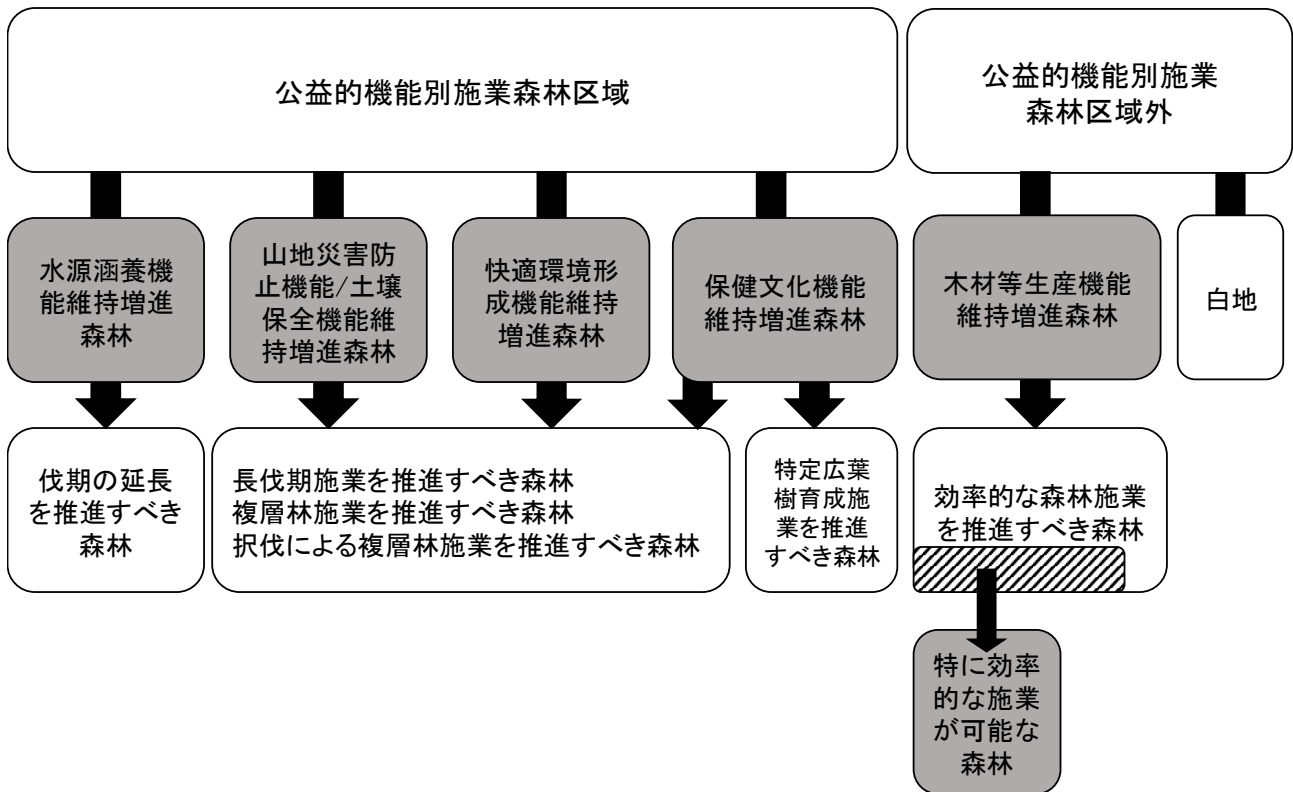 公益的機能別施業森林区域
公益的機能別施業
森林区域外
水源涵養機
能維持増進
森林
山地災害防
止機能/土壌
保全機能維
持増進森林
快適環境形
成機能維持
増進森林
保健文化機能
維持増進森林
木材等生産機能
維持増進森林
白地
伐期の延長
を推進すべき
森林
長伐期施業を推進すべき森林
複層林施業を推進すべき森林
択伐による複層林施業を推進すべき森林
特定広葉
樹育成施
業を推進
すべき森林
効率的な森林施業
を推進すべき森林
特に効率
的な施業
が可能な
森林